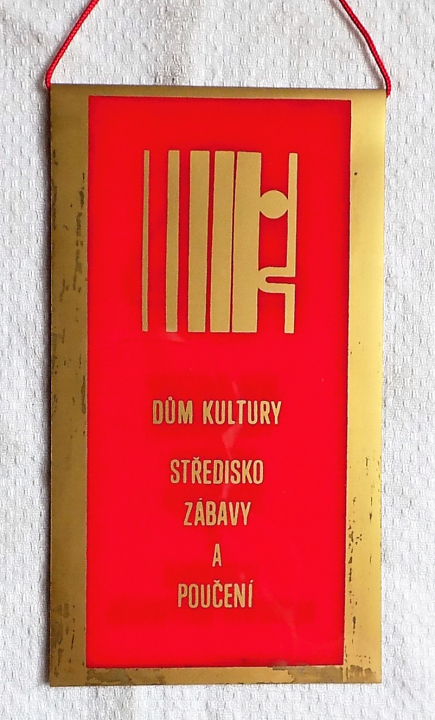 DŮM KULTURY
STŘEDISKO
ZÁBAVY
A
POUČENÍ